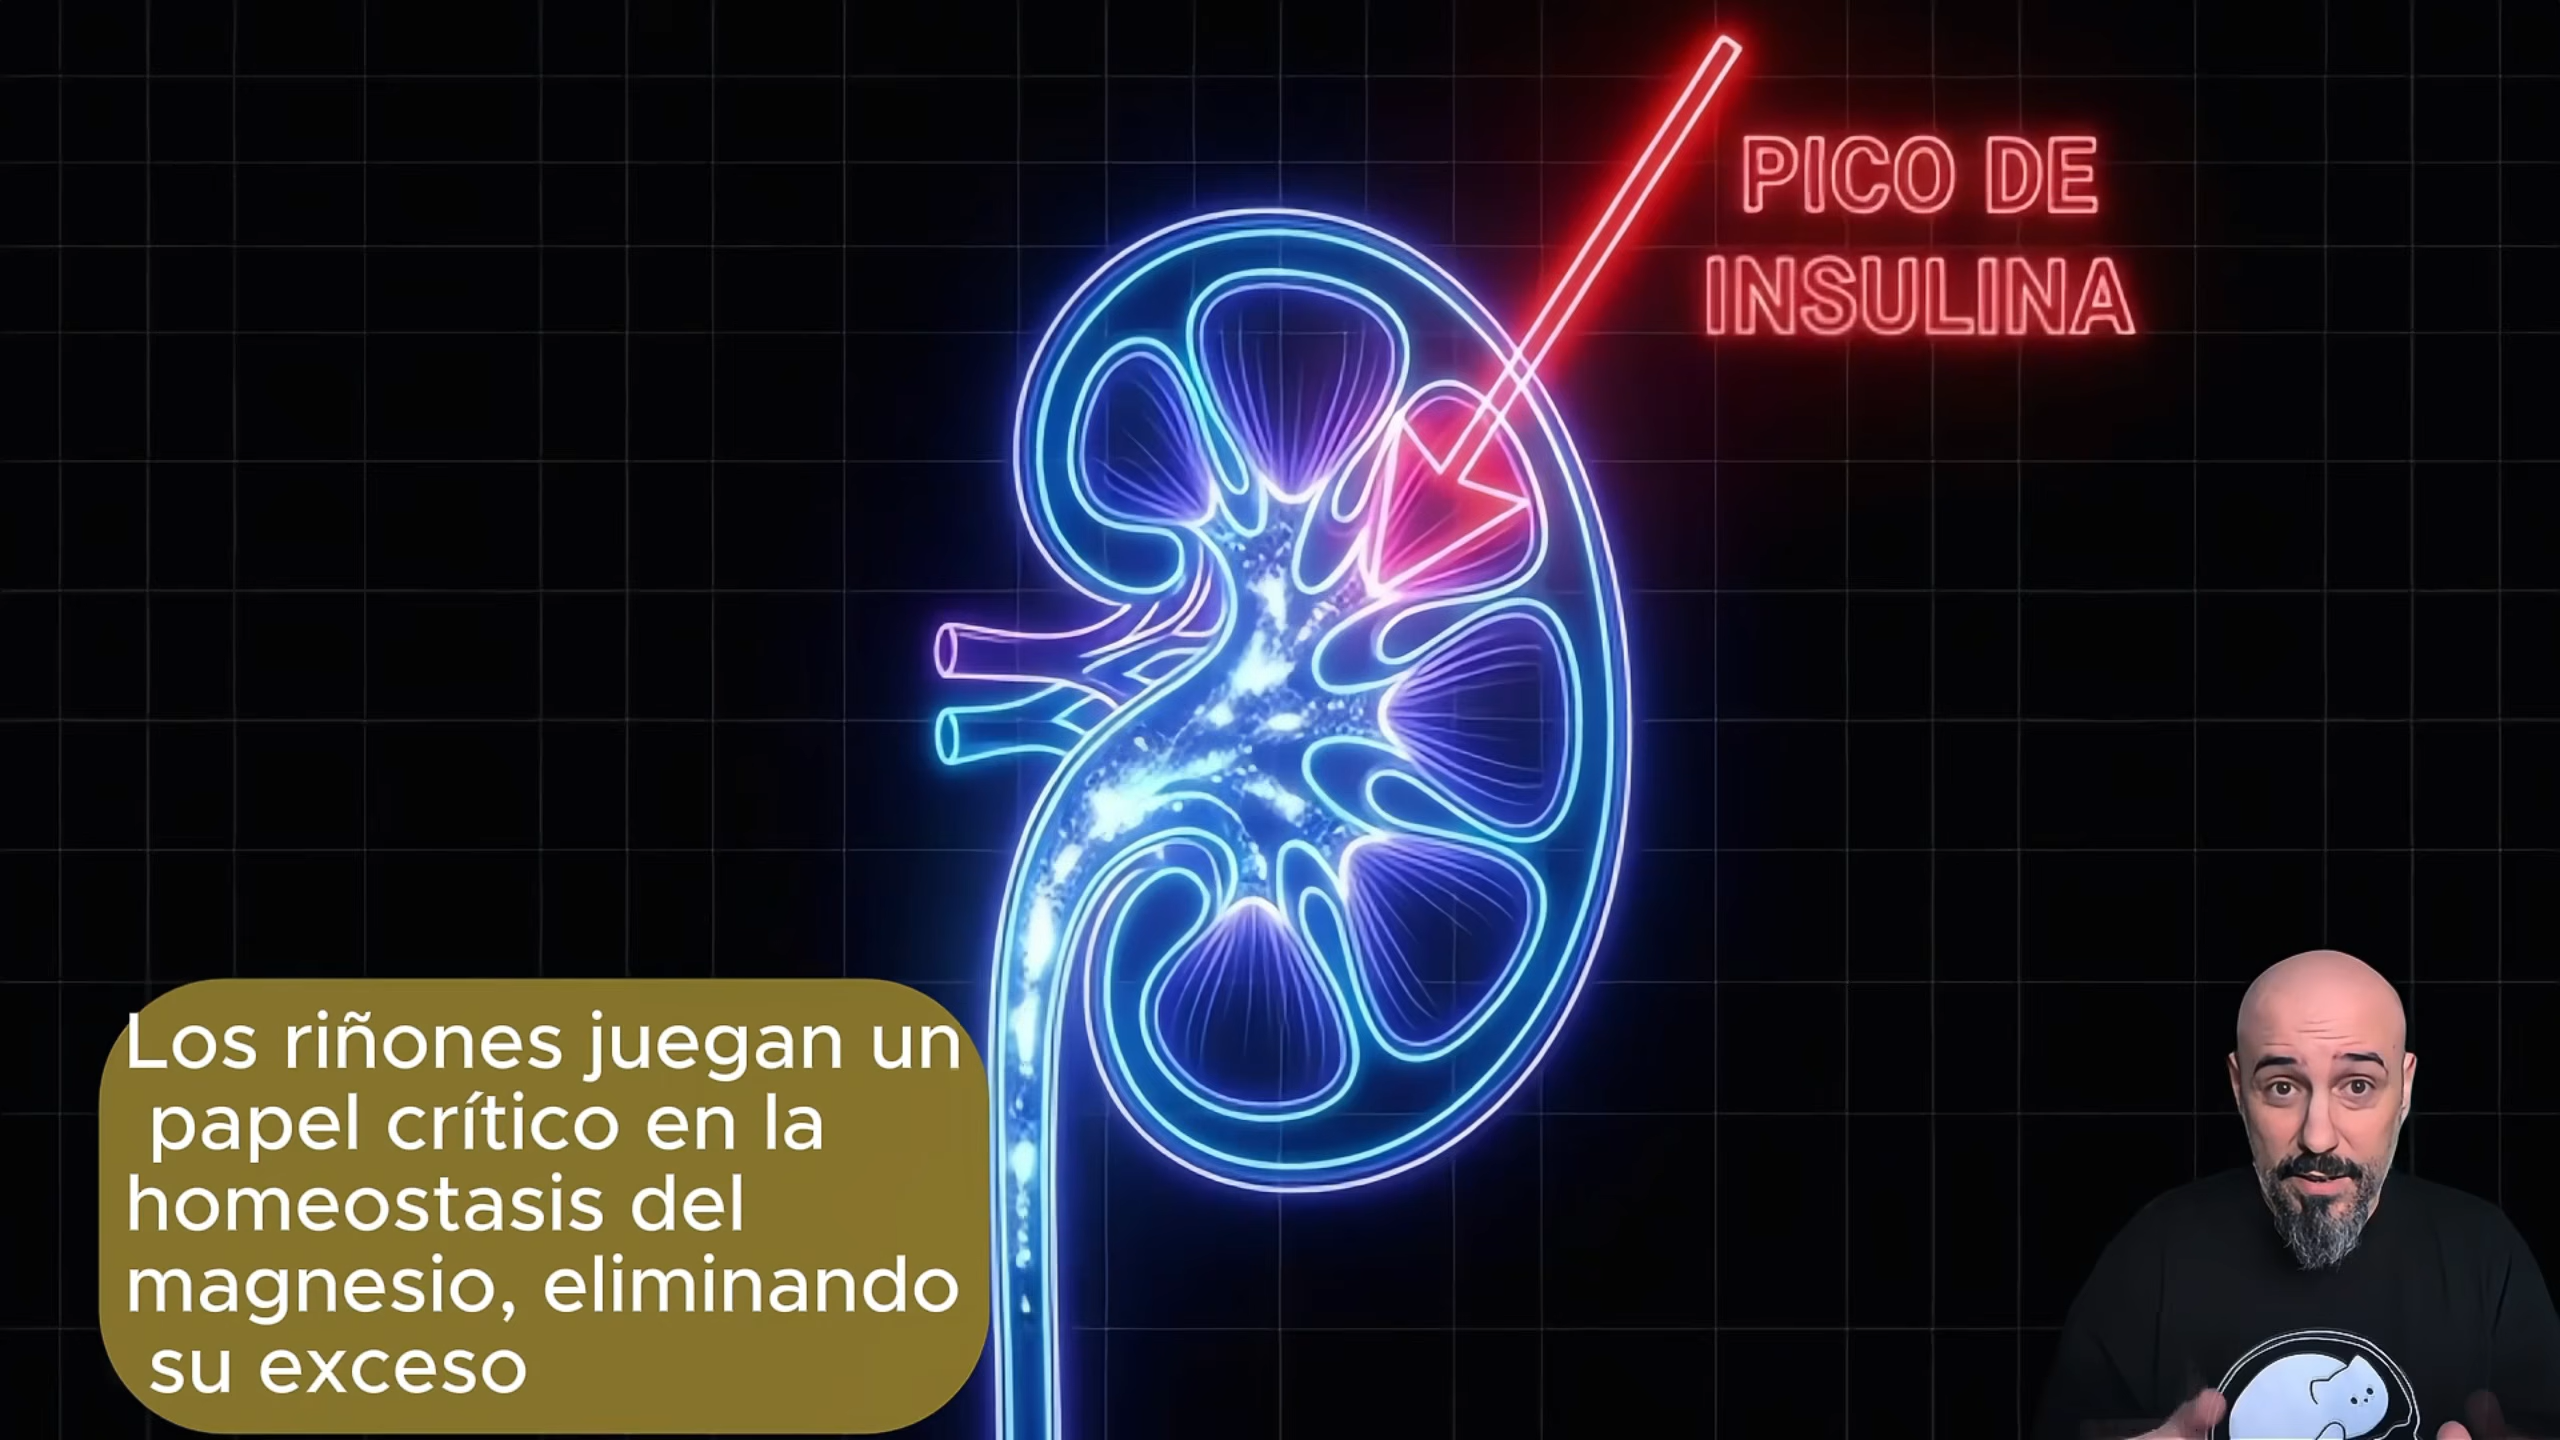 PICO DE
INSULINA
Los riñones juegan un
papel crítico en la
homeostasis del
magnesio, eliminando
su exceso